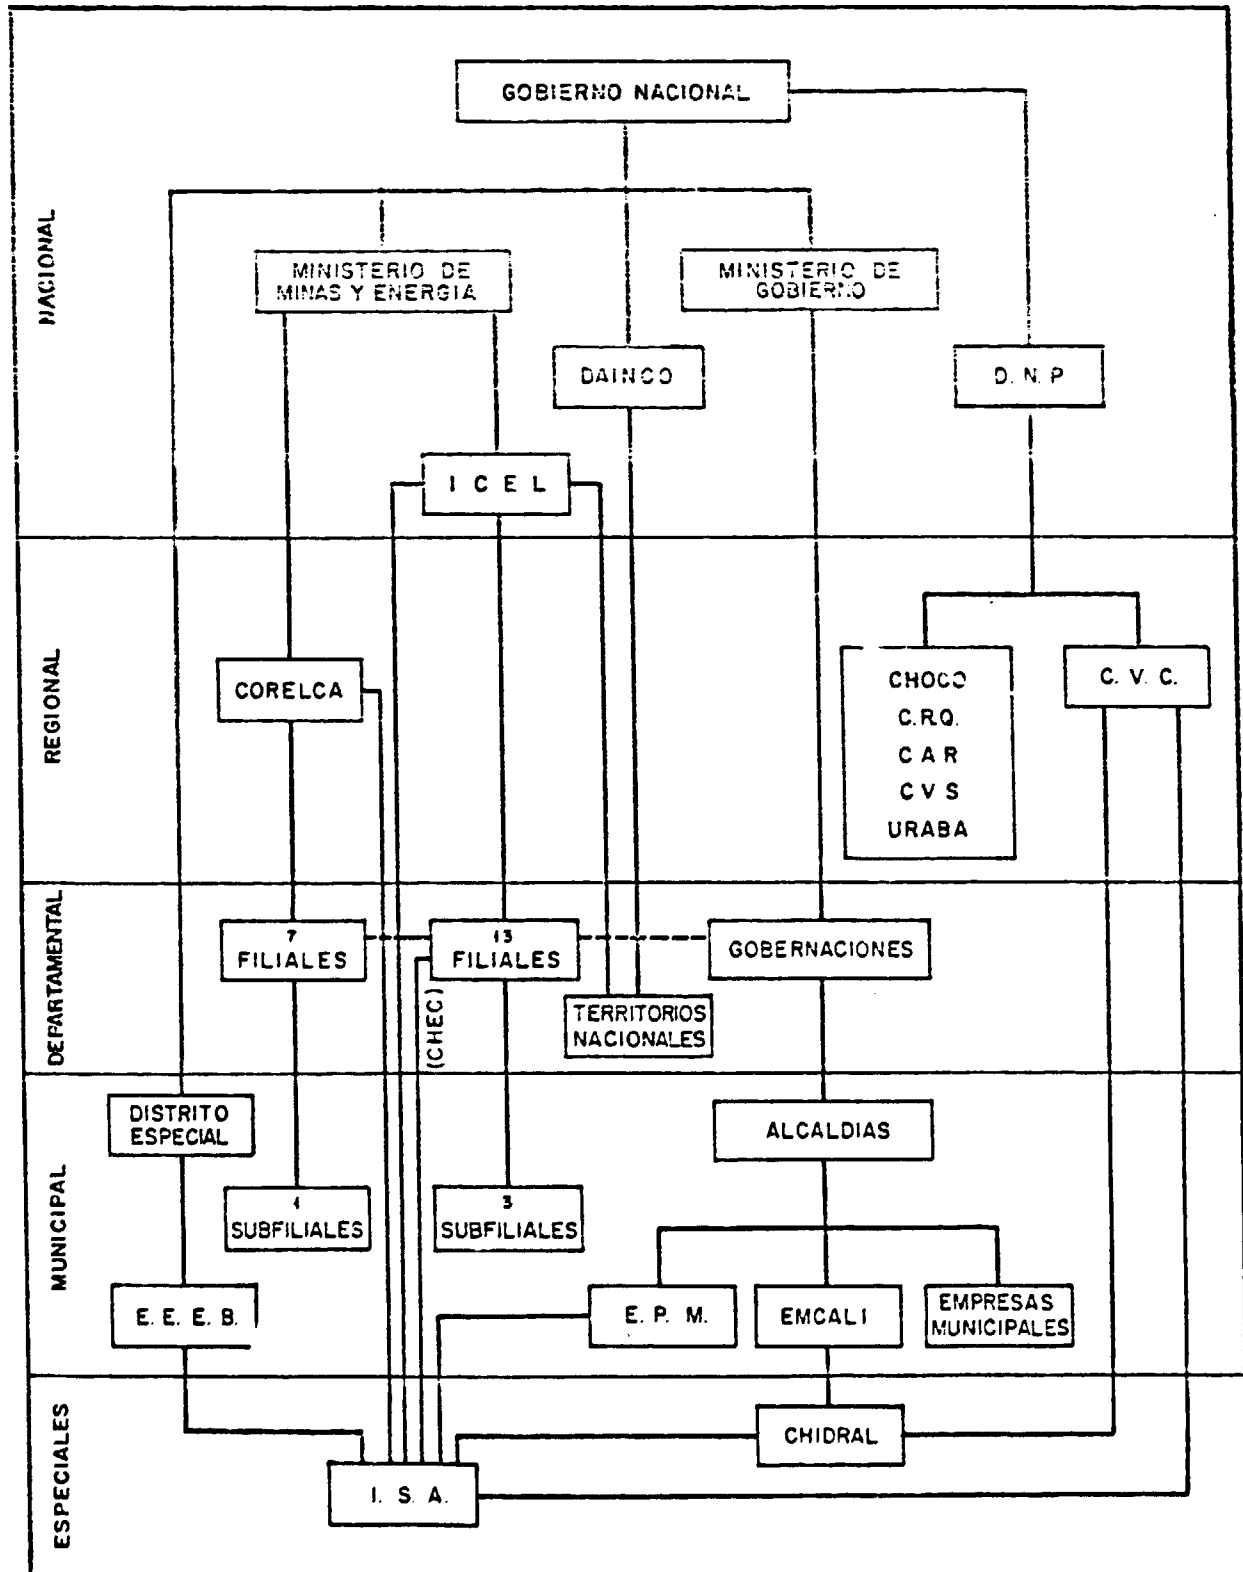 GOBIERNO NACIONAL
NACIONAL
MINISTERIO DE
MINAS Y ENERGIA
MINISTERIO DE
GOBIERNO
DAINCO
D. N. P
I C E L
REGIONAL
CORELCA
CHOCO
C.R.Q.
C A R
C V S
URABA
C. V. C.
DEPARTAMENTAL
7
FILIALES
13
FILIALES
GOBERNACIONES
(CHEC)
TERRITORIOS
NACIONALES
MUNICIPAL
DISTRITO
ESPECIAL
ALCALDIAS
1
SUBFILIALES
3
SUBFILIALES
E. E. E. B.
E. P. M.
EMCALI
EMPRESAS
MUNICIPALES
ESPECIALES
CHIDRAL
I. S. A.